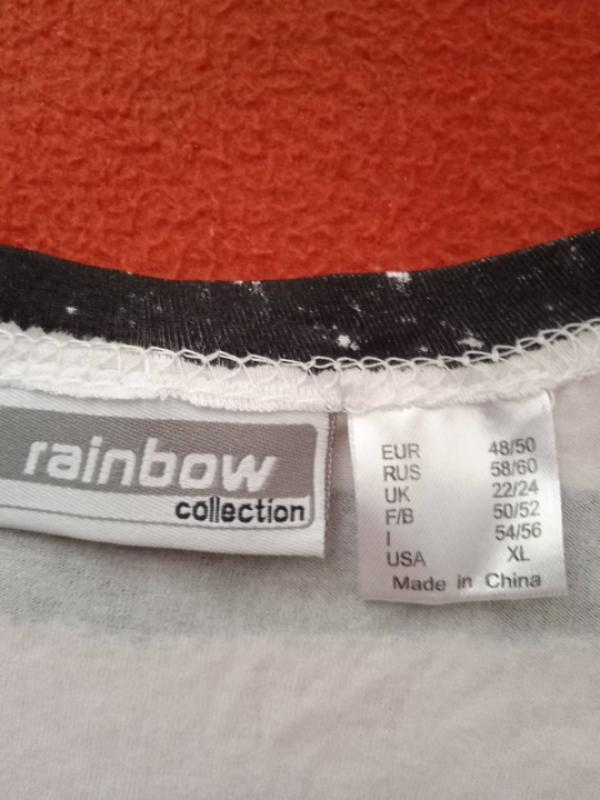 rainbow
collection
EUR 48/50
RUS 58/60
UK 22/24
F/B 50/52
I 54/56
USA XL
Made in China